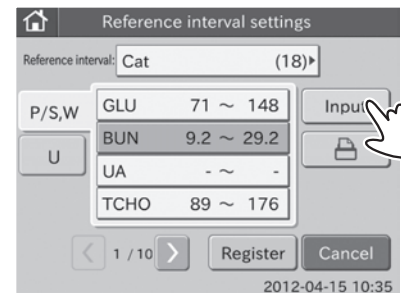 Reference interval settings
Reference interval: Cat (18)
P/S,W
U
GLU 71 ~ 148
BUN 9.2 ~ 29.2
UA - ~ -
TCHO 89 ~ 176
Input
1 / 10
Register Cancel
2012-04-15 10:35